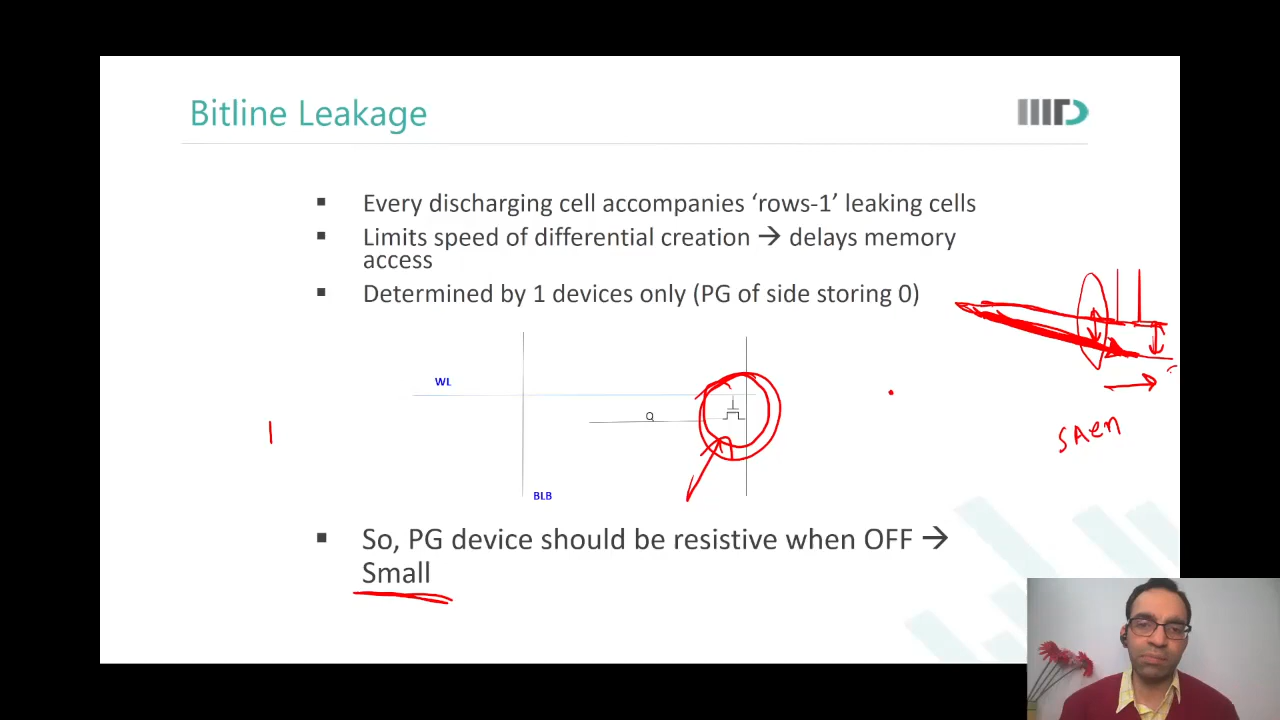 Bitline Leakage
IIITD
▪ Every discharging cell accompanies ‘rows-1’ leaking cells
▪ Limits speed of differential creation → delays memory
access
▪ Determined by 1 devices only (PG of side storing 0)
WL
Q
BLB
SAen
▪ So, PG device should be resistive when OFF →
Small